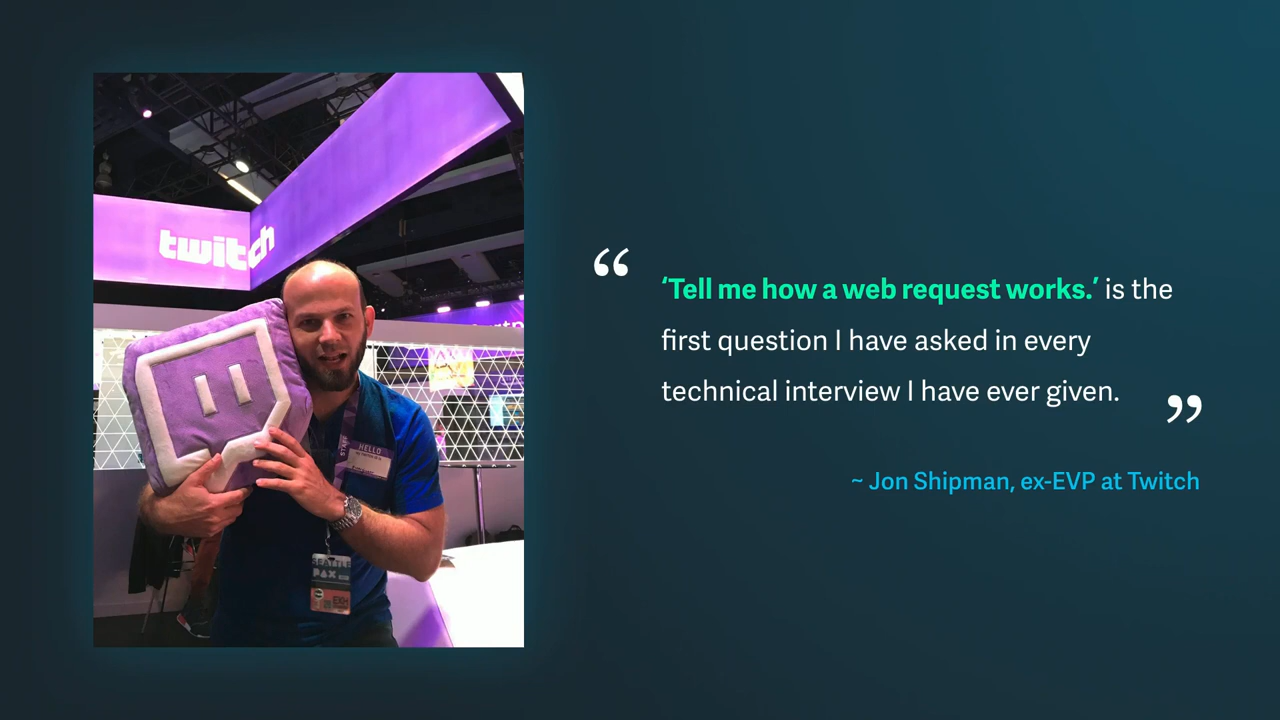 twitch
HELLO
STAFF
SEATTLE
PAX
“
‘Tell me how a web request works.’ is the
first question I have asked in every
technical interview I have ever given.
”
~ Jon Shipman, ex-EVP at Twitch